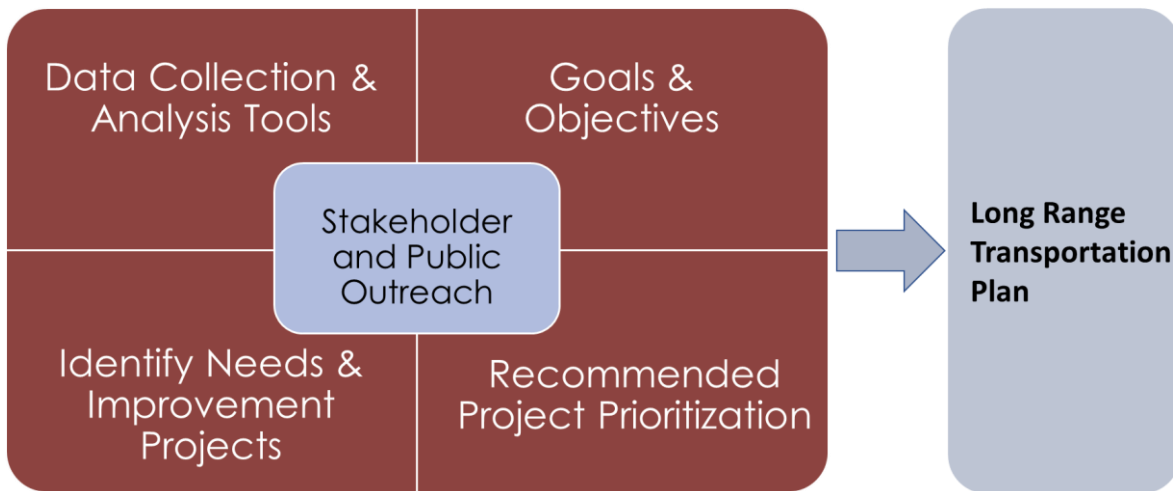 Data Collection &
Analysis Tools
Goals &
Objectives
Stakeholder
and Public
Outreach
Identify Needs &
Improvement
Projects
Recommended
Project Prioritization
Long Range
Transportation
Plan